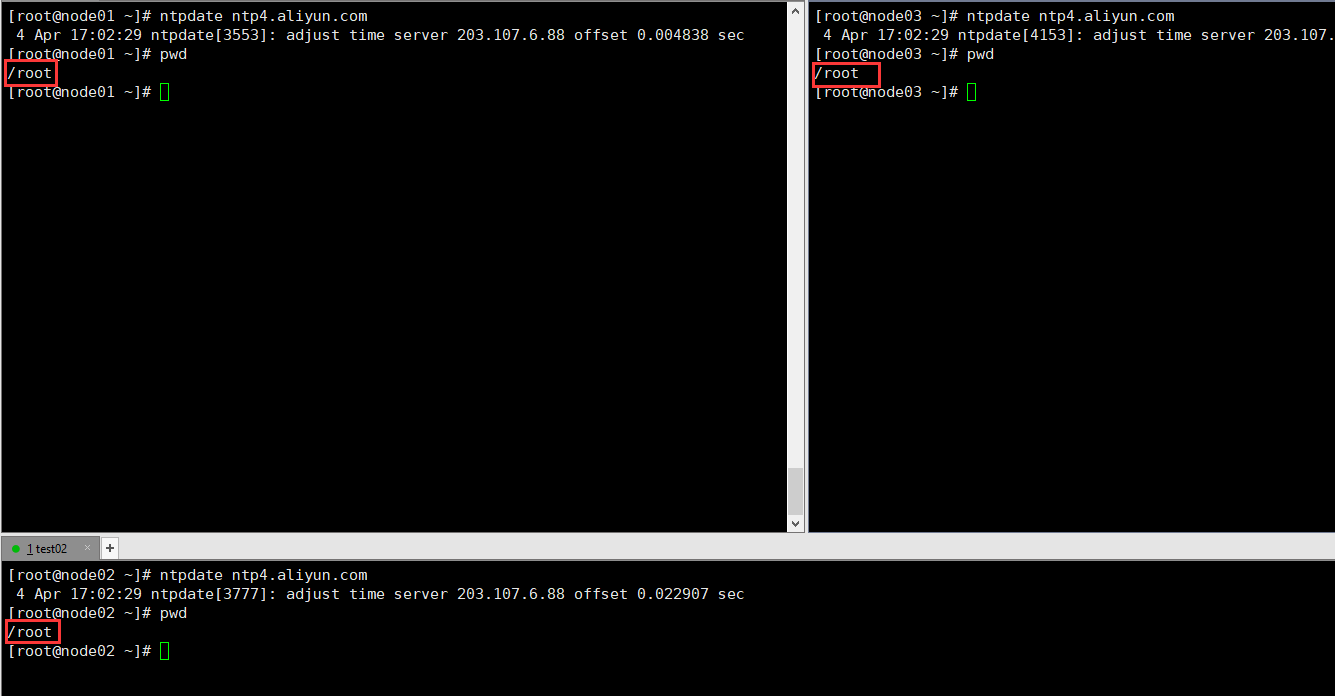 [root@node01 ~]# ntpdate ntp4.aliyun.com
 4 Apr 17:02:29 ntpdate[3553]: adjust time server 203.107.6.88 offset 0.004838 sec
[root@node01 ~]# pwd
/root
[root@node01 ~]#
[root@node03 ~]# ntpdate ntp4.aliyun.com
 4 Apr 17:02:29 ntpdate[4153]: adjust time server 203.107.
[root@node03 ~]# pwd
/root
[root@node03 ~]#
1 test02 × +
[root@node02 ~]# ntpdate ntp4.aliyun.com
 4 Apr 17:02:29 ntpdate[3777]: adjust time server 203.107.6.88 offset 0.022907 sec
[root@node02 ~]# pwd
/root
[root@node02 ~]#